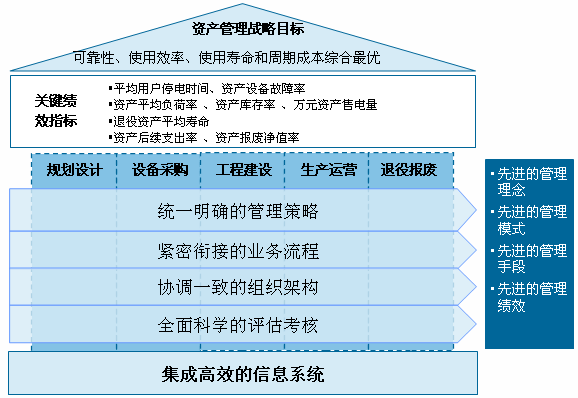 资产管理战略目标
可靠性、使用效率、使用寿命和周期成本综合最优
关键绩
效指标
▪平均用户停电时间、资产设备故障率
▪资产平均负荷率 、资产库存率 、万元资产售电量
▪退役资产平均寿命
▪资产后续支出率 、资产报废净值率
规划设计 设备采购 工程建设 生产运营 退役报废
统一明确的管理策略
紧密衔接的业务流程
协调一致的组织架构
全面科学的评估考核
▪先进的管理
理念
▪先进的管理
模式
▪先进的管理
手段
▪先进的管理
绩效
集成高效的信息系统